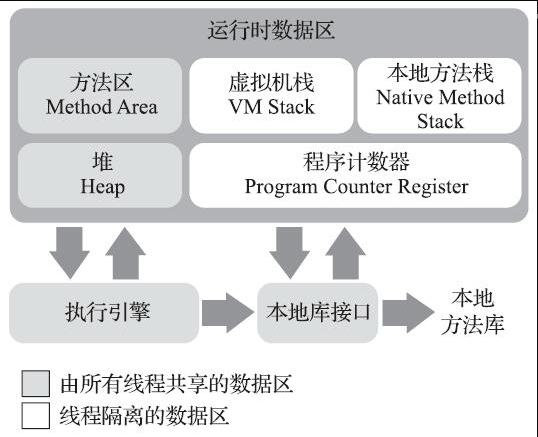 运行时数据区
方法区
Method Area
虚拟机栈
VM Stack
本地方法栈
Native Method
Stack
堆
Heap
程序计数器
Program Counter Register
执行引擎
本地库接口
本地
方法库
由所有线程共享的数据区
线程隔离的数据区